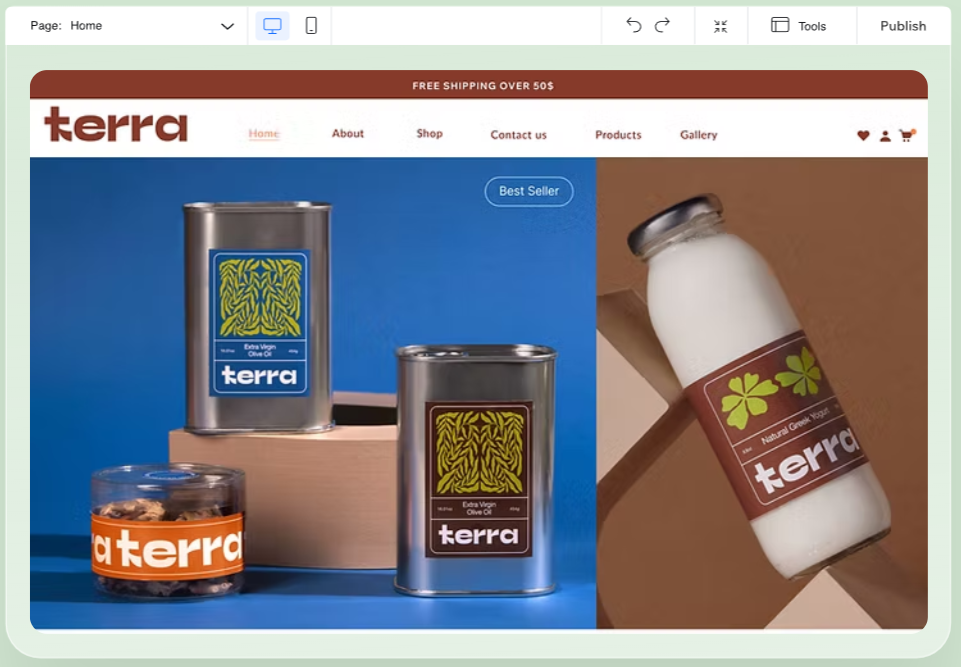 Page: Home
Tools
Publish
FREE SHIPPING OVER 50$
terra
Home
About
Shop
Contact us
Products
Gallery
Best Seller
Extra Virgin
Olive Oil
terra
Extra Virgin
Olive Oil
terra
a terra
Natural Greek Yogurt
terra